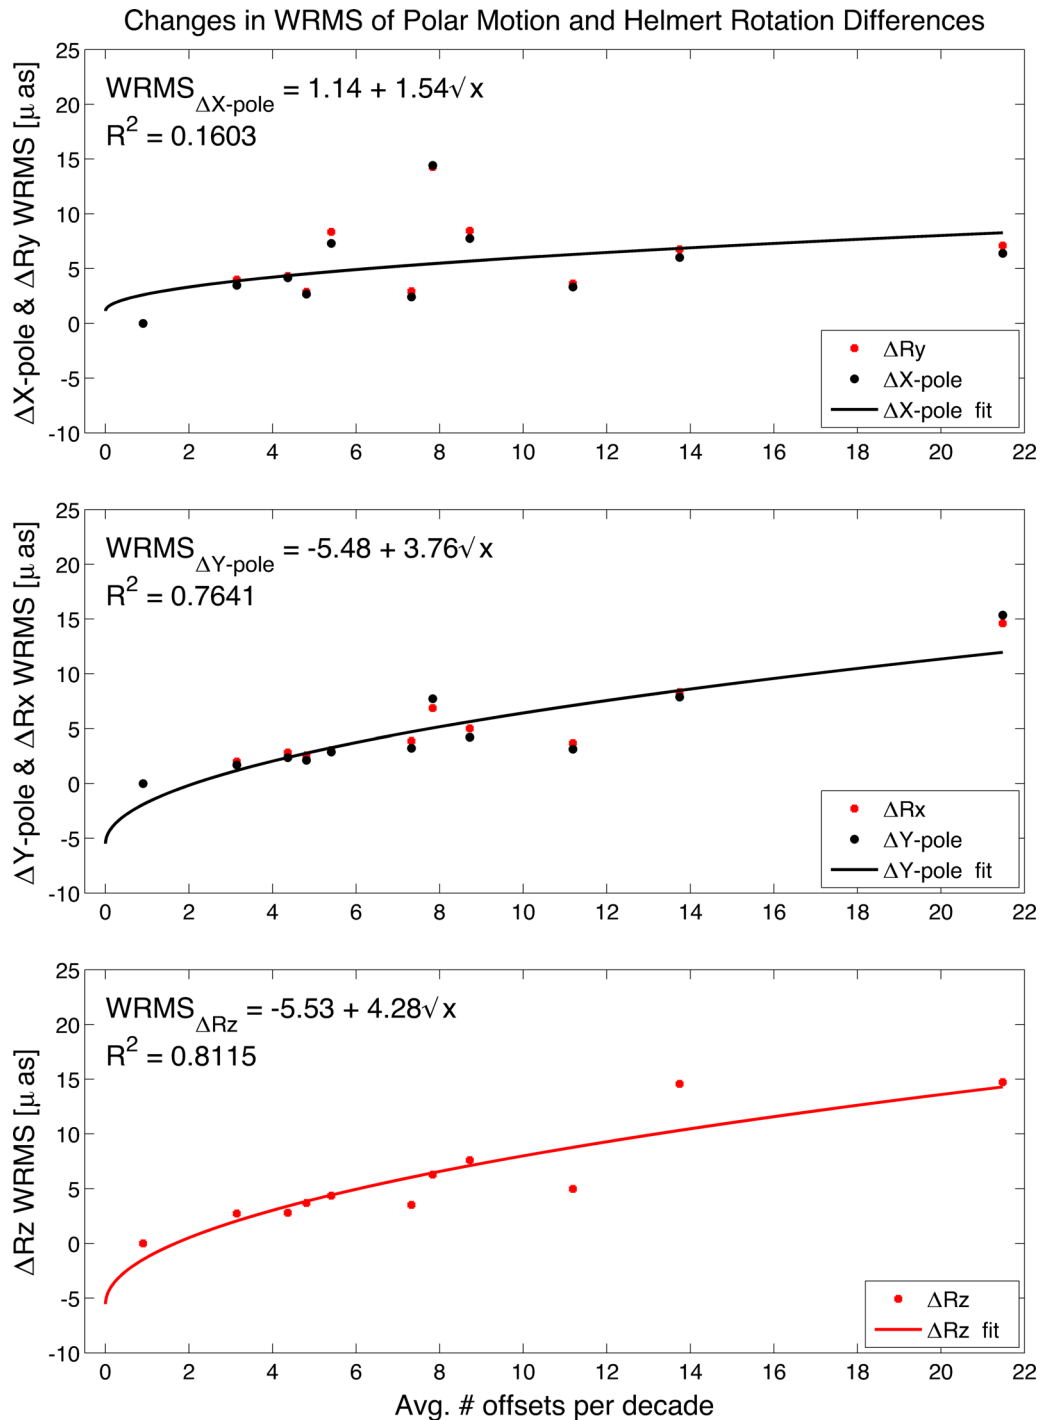 Changes in WRMS of Polar Motion and Helmert Rotation Differences
ΔX-pole & ΔRy WRMS [μ as]
25
20
15
10
5
0
-5
-10
WRMS_ΔX-pole = 1.14 + 1.54√x
R² = 0.1603
ΔRy
ΔX-pole
ΔX-pole fit
0 2 4 6 8 10 12 14 16 18 20 22
ΔY-pole & ΔRx WRMS [μ as]
25
20
15
10
5
0
-5
-10
WRMS_ΔY-pole = -5.48 + 3.76√x
R² = 0.7641
ΔRx
ΔY-pole
ΔY-pole fit
0 2 4 6 8 10 12 14 16 18 20 22
ΔRz WRMS [μ as]
25
20
15
10
5
0
-5
-10
WRMS_ΔRz = -5.53 + 4.28√x
R² = 0.8115
ΔRz
ΔRz fit
0 2 4 6 8 10 12 14 16 18 20 22
Avg. # offsets per decade